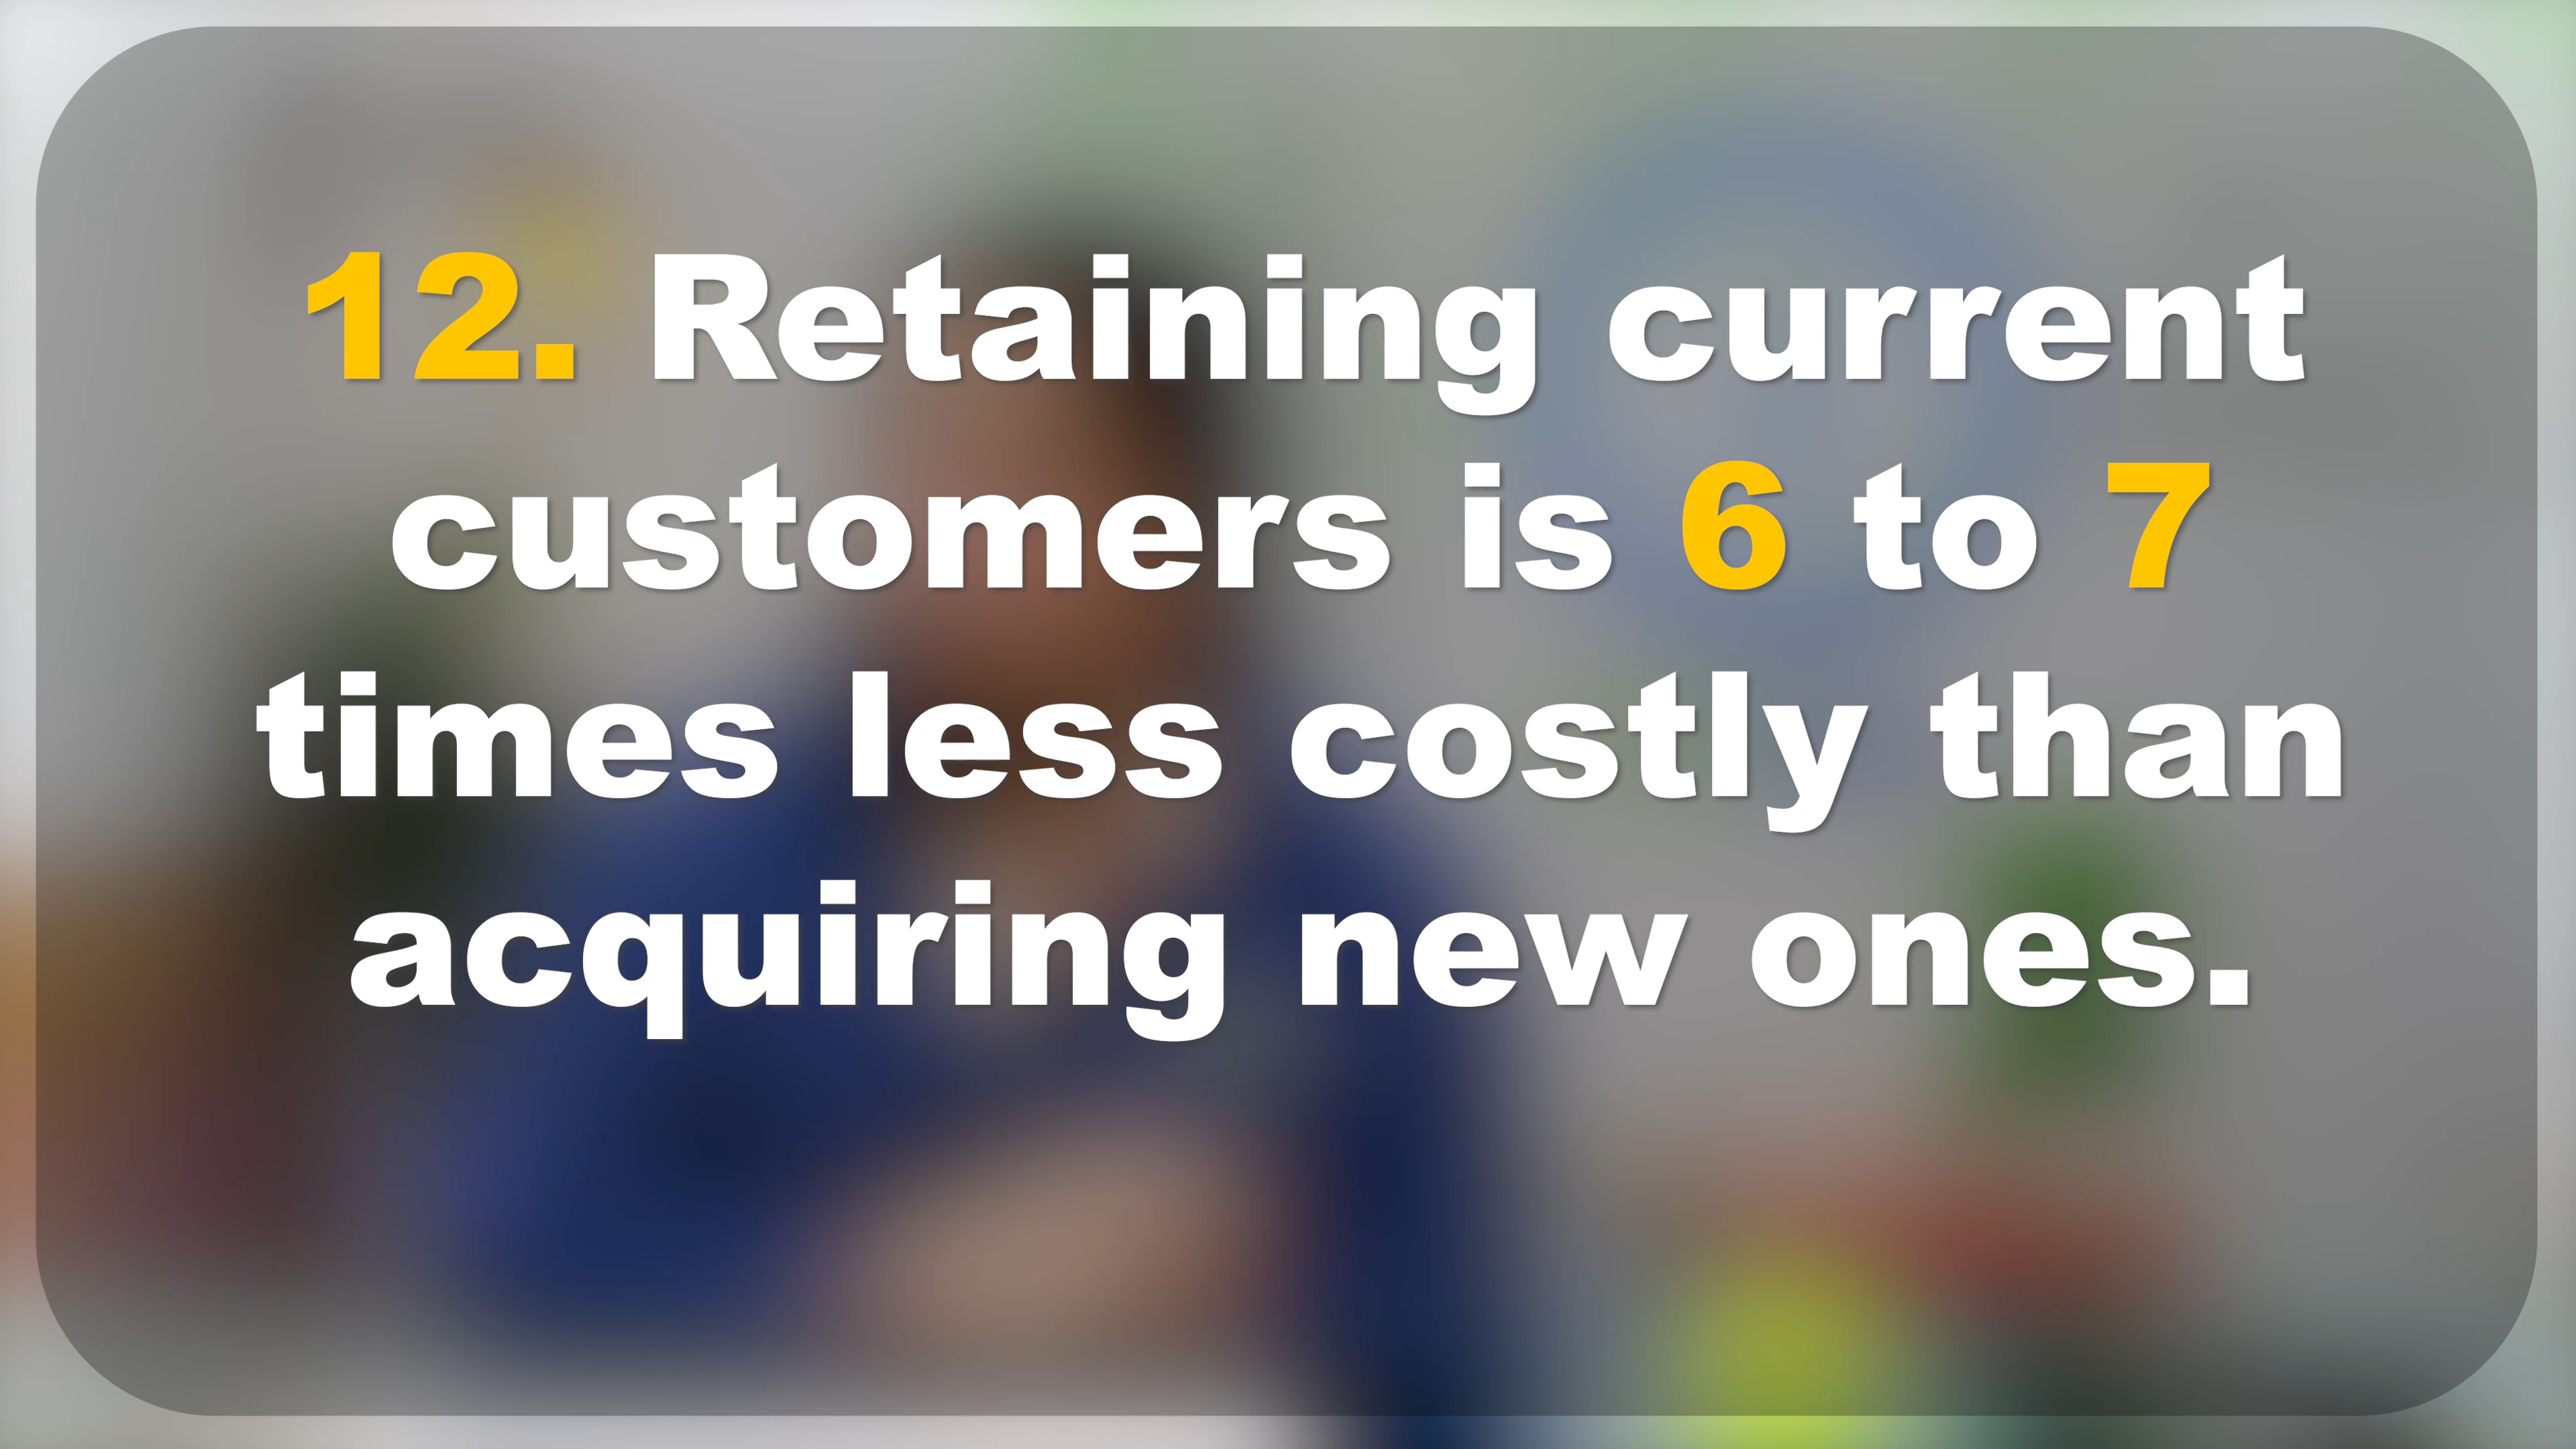 12. Retaining current
customers is 6 to 7
times less costly than
acquiring new ones.